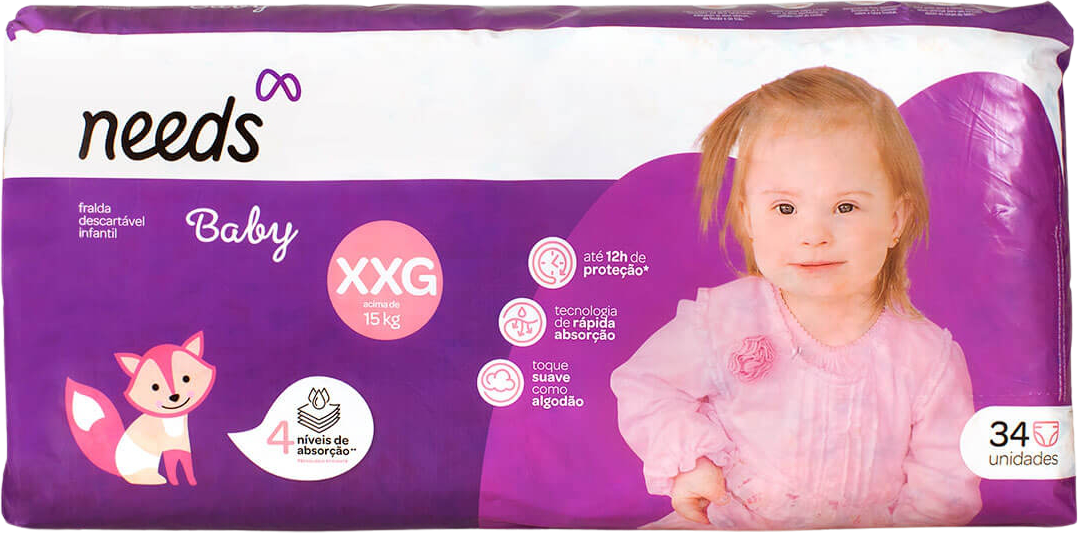 needs
fralda
descartável
infantil
Baby
XXG
acima de
15 kg
até 12h de
proteção*
tecnologia
de rápida
absorção
toque
suave
como
algodão
4 níveis de
absorção**
34
unidades